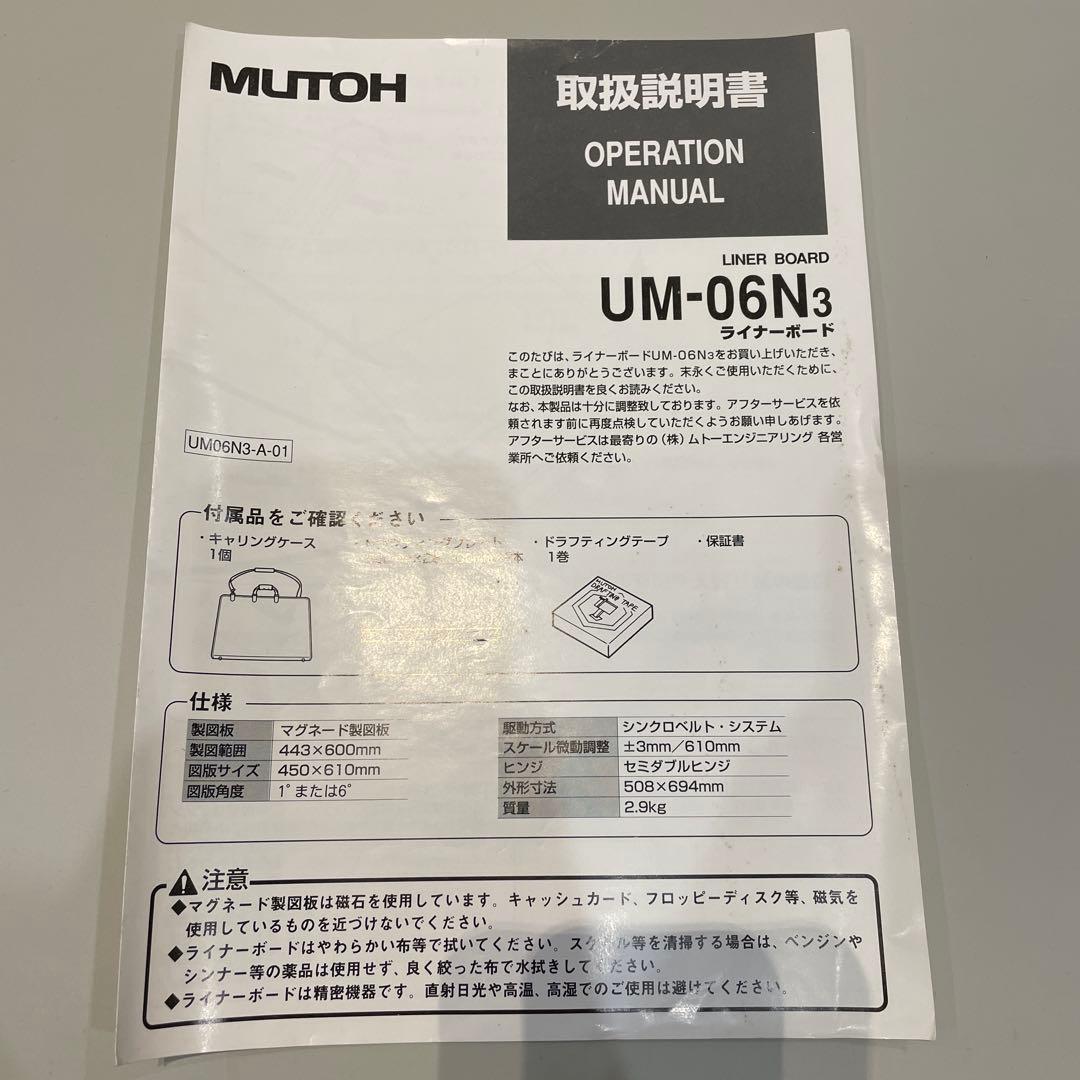 MUTOH
取扱説明書
OPERATION
MANUAL
LINER BOARD
UM-06N3
ライナーボード
このたびは、ライナーボードUM-06N3をお買い上げいただき、
まことにありがとうございます。末永くご使用いただくために、
この取扱説明書を良くお読みください。
なお、本製品は十分に調整致しております。アフターサービスを依
頼されます前に再度点検していただくようお願い申しあげます。
アフターサービスは最寄りの(株)ムトーエンジニアリング 各営
業所へご依頼ください。
UM06N3-A-01
付属品をご確認ください
・キャリングケース
1個
本
・ドラフティングテープ
1巻
・保証書
MUTOH
DRAFTING TAPE
仕様
製図板 マグネード製図板
製図範囲 443×600mm
図版サイズ 450×610mm
図版角度 1°または6°
駆動方式 シンクロベルト・システム
スケール微動調整 ±3mm/610mm
ヒンジ セミダブルヒンジ
外形寸法 508×694mm
質量 2.9kg
注意
◆マグネード製図板は磁石を使用しています。キャッシュカード、フロッピーディスク等、磁気を
使用しているものを近づけないでください。
◆ライナーボードはやわらかい布等で拭いてください。スケール等を清掃する場合は、ベンジンや
シンナー等の薬品は使用せず、良く絞った布で水拭きしてください。
◆ライナーボードは精密機器です。直射日光や高温、高湿でのご使用は避けてください。